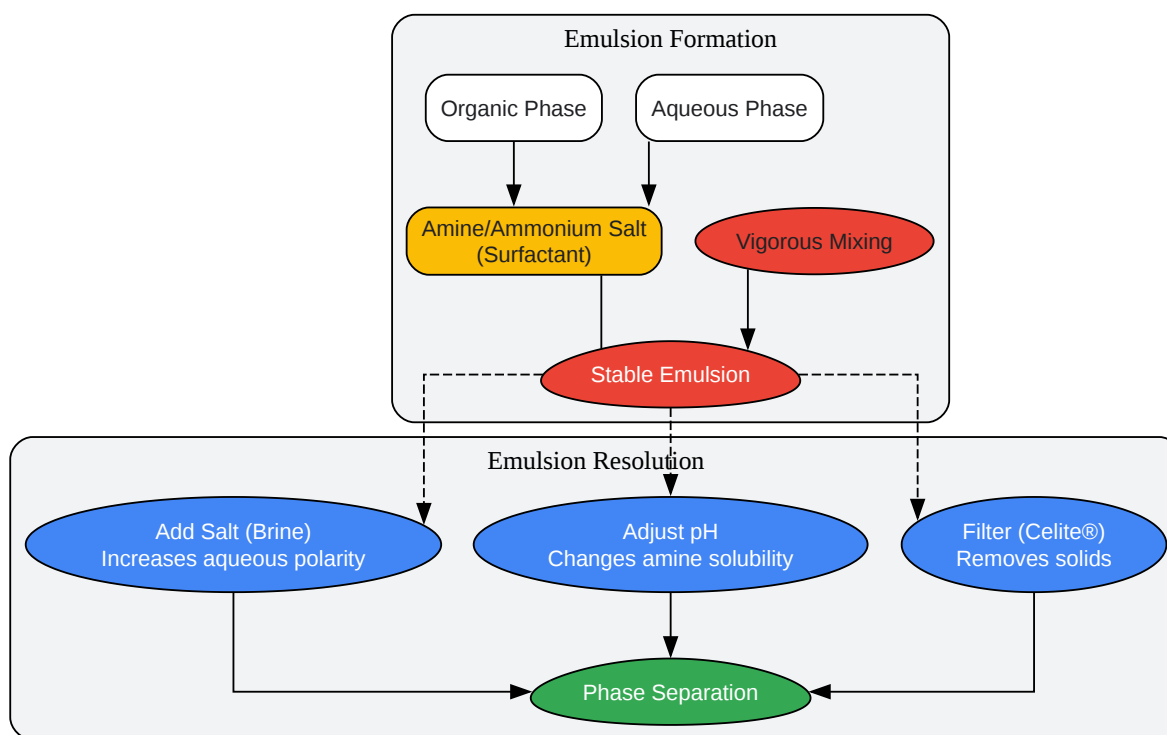 Emulsion Formation
Organic Phase
Aqueous Phase
Amine/Ammonium Salt
(Surfactant)
Vigorous Mixing
Stable Emulsion
Emulsion Resolution
Add Salt (Brine)
Increases aqueous polarity
Adjust pH
Changes amine solubility
Filter (Celite®)
Removes solids
Phase Separation